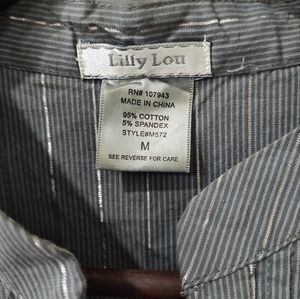 Lilly Lou
RN# 107943
MADE IN CHINA
95% COTTON
5% SPANDEX
STYLE#M572
M
SEE REVERSE FOR CARE